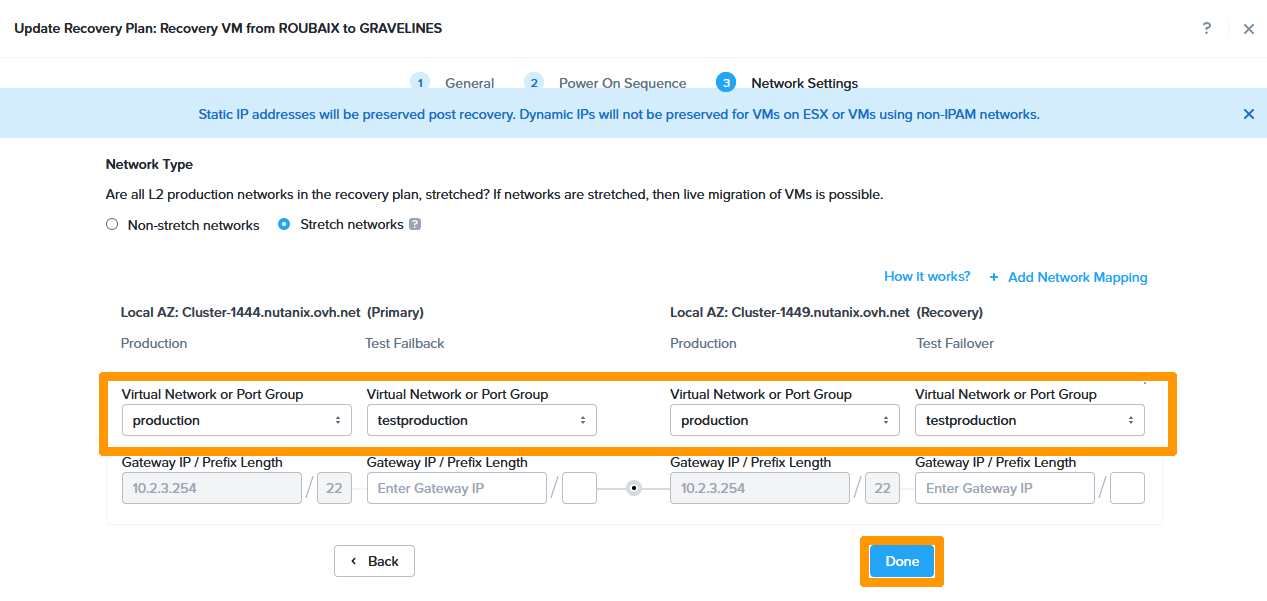 Update Recovery Plan: Recovery VM from ROUBAIX to GRAVELINES ?
1 General 2 Power On Sequence 3 Network Settings
Static IP addresses will be preserved post recovery. Dynamic IPs will not be preserved for VMs on ESX or VMs using non-IPAM networks.
Network Type
Are all L2 production networks in the recovery plan, stretched? If networks are stretched, then live migration of VMs is possible.
Non-stretch networks Stretch networks ?
How it works? + Add Network Mapping
Local AZ: Cluster-1444.nutanix.ovh.net (Primary) Local AZ: Cluster-1449.nutanix.ovh.net (Recovery)
Production Test Failback Production Test Failover
Virtual Network or Port Group Virtual Network or Port Group Virtual Network or Port Group Virtual Network or Port Group
production testproduction production testproduction
Gateway IP / Prefix Length Gateway IP / Prefix Length Gateway IP / Prefix Length Gateway IP / Prefix Length
10.2.3.254 / 22 Enter Gateway IP / 10.2.3.254 / 22 Enter Gateway IP /
Back Done